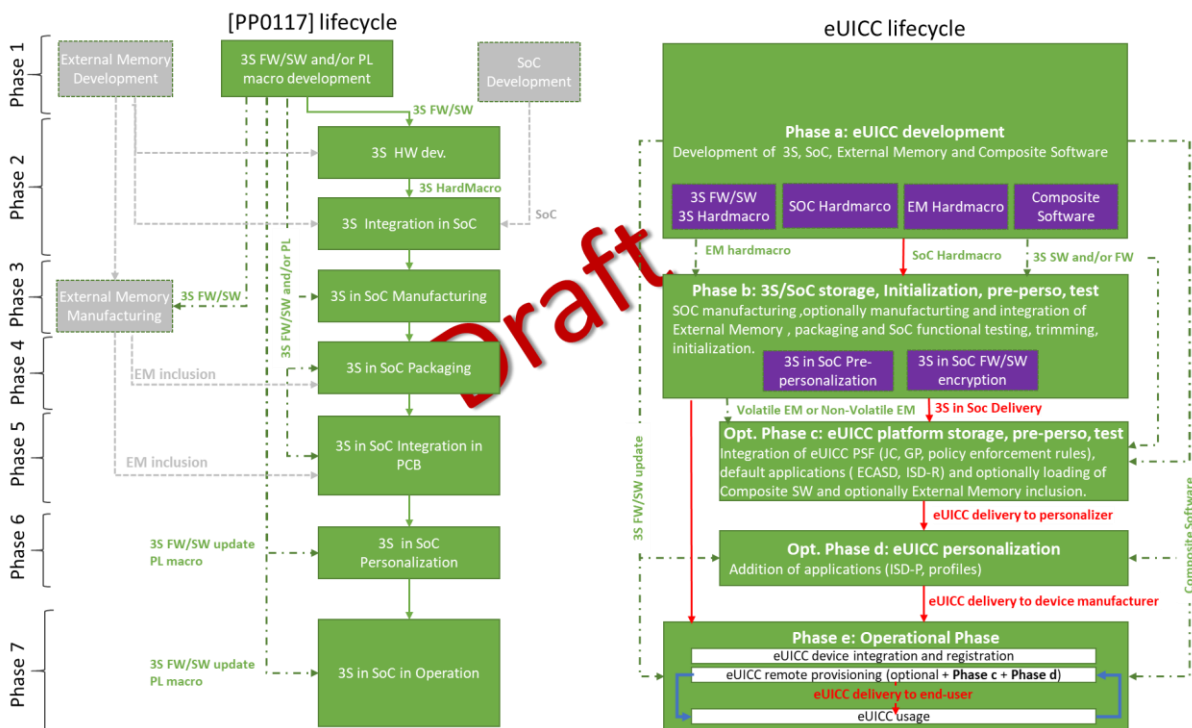 [PP0117] lifecycle
Phase 1
Phase 2
Phase 3
Phase 4
Phase 5
Phase 6
Phase 7
External Memory
Development
3S FW/SW and/or PL
macro development
SoC
Development
3S FW/SW
3S HW dev.
3S HardMacro
SoC
3S Integration in SoC
3S FW/SW and/or PL
External Memory
Manufacturing
3S FW/SW
3S in SoC Manufacturing
EM inclusion
3S in SoC Packaging
EM inclusion
3S in SoC Integration in
PCB
3S FW/SW update
PL macro
3S in SoC
Personalization
3S FW/SW update
PL macro
3S in SoC in Operation
Draft
eUICC lifecycle
Phase a: eUICC development
Development of 3S, SoC, External Memory and Composite Software
3S FW/SW
3S Hardmacro
SOC Hardmarco
EM Hardmacro
Composite
Software
EM hardmacro
SoC Hardmacro
3S SW and/or FW
Phase b: 3S/SoC storage, Initialization, pre-perso, test
SOC manufacturing ,optionally manufacturting and integration of
External Memory , packaging and SoC functional testing, trimming,
initialization.
3S in SoC Pre-
personalization
3S in SoC FW/SW
encryption
Volatile EM or Non-Volatile EM
3S in Soc Delivery
Opt. Phase c: eUICC platform storage, pre-perso, test
Integration of eUICC PSF (JC, GP, policy enforcement rules),
default applications ( ECASD, ISD-R) and optionally loading of
Composite SW and optionally External Memory inclusion.
3S FW/SW update
eUICC delivery to personalizer
Opt. Phase d: eUICC personalization
Addition of applications (ISD-P, profiles)
Composite Software
eUICC delivery to device manufacturer
Phase e: Operational Phase
eUICC device integration and registration
eUICC remote provisioning (optional + Phase c + Phase d)
eUICC delivery to end-user
eUICC usage